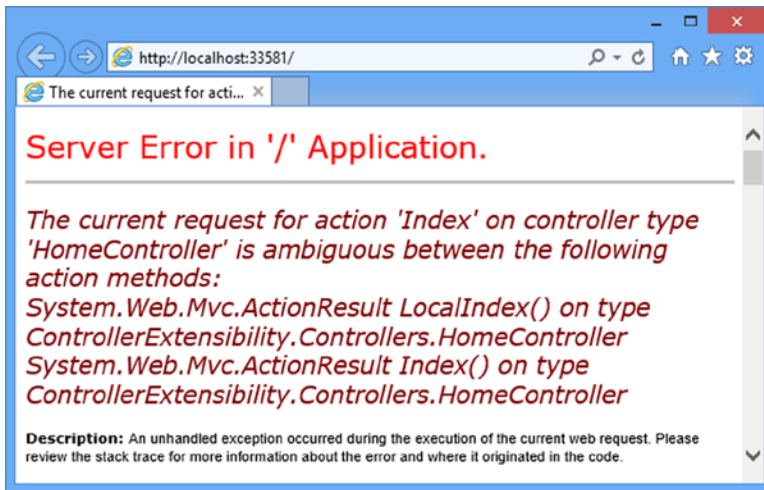 http://localhost:33581/
The current request for acti...
Server Error in '/' Application.
The current request for action 'Index' on controller type
'HomeController' is ambiguous between the following
action methods:
System.Web.Mvc.ActionResult LocalIndex() on type
ControllerExtensibility.Controllers.HomeController
System.Web.Mvc.ActionResult Index() on type
ControllerExtensibility.Controllers.HomeController
Description: An unhandled exception occurred during the execution of the current web request. Please
review the stack trace for more information about the error and where it originated in the code.